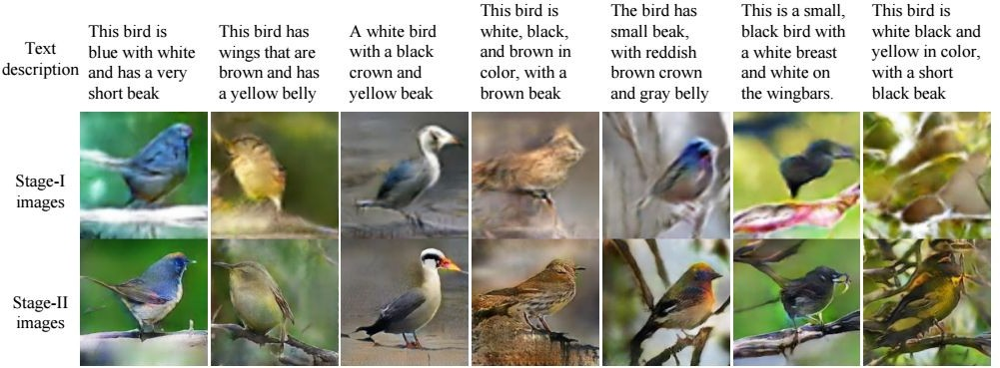 Text
description
This bird is
blue with white
and has a very
short beak
This bird has
wings that are
brown and has
a yellow belly
A white bird
with a black
crown and
yellow beak
This bird is
white, black,
and brown in
color, with a
brown beak
The bird has
small beak,
with reddish
brown crown
and gray belly
This is a small,
black bird with
a white breast
and white on
the wingbars.
This bird is
white black and
yellow in color,
with a short
black beak
Stage-I
images
Stage-II
images